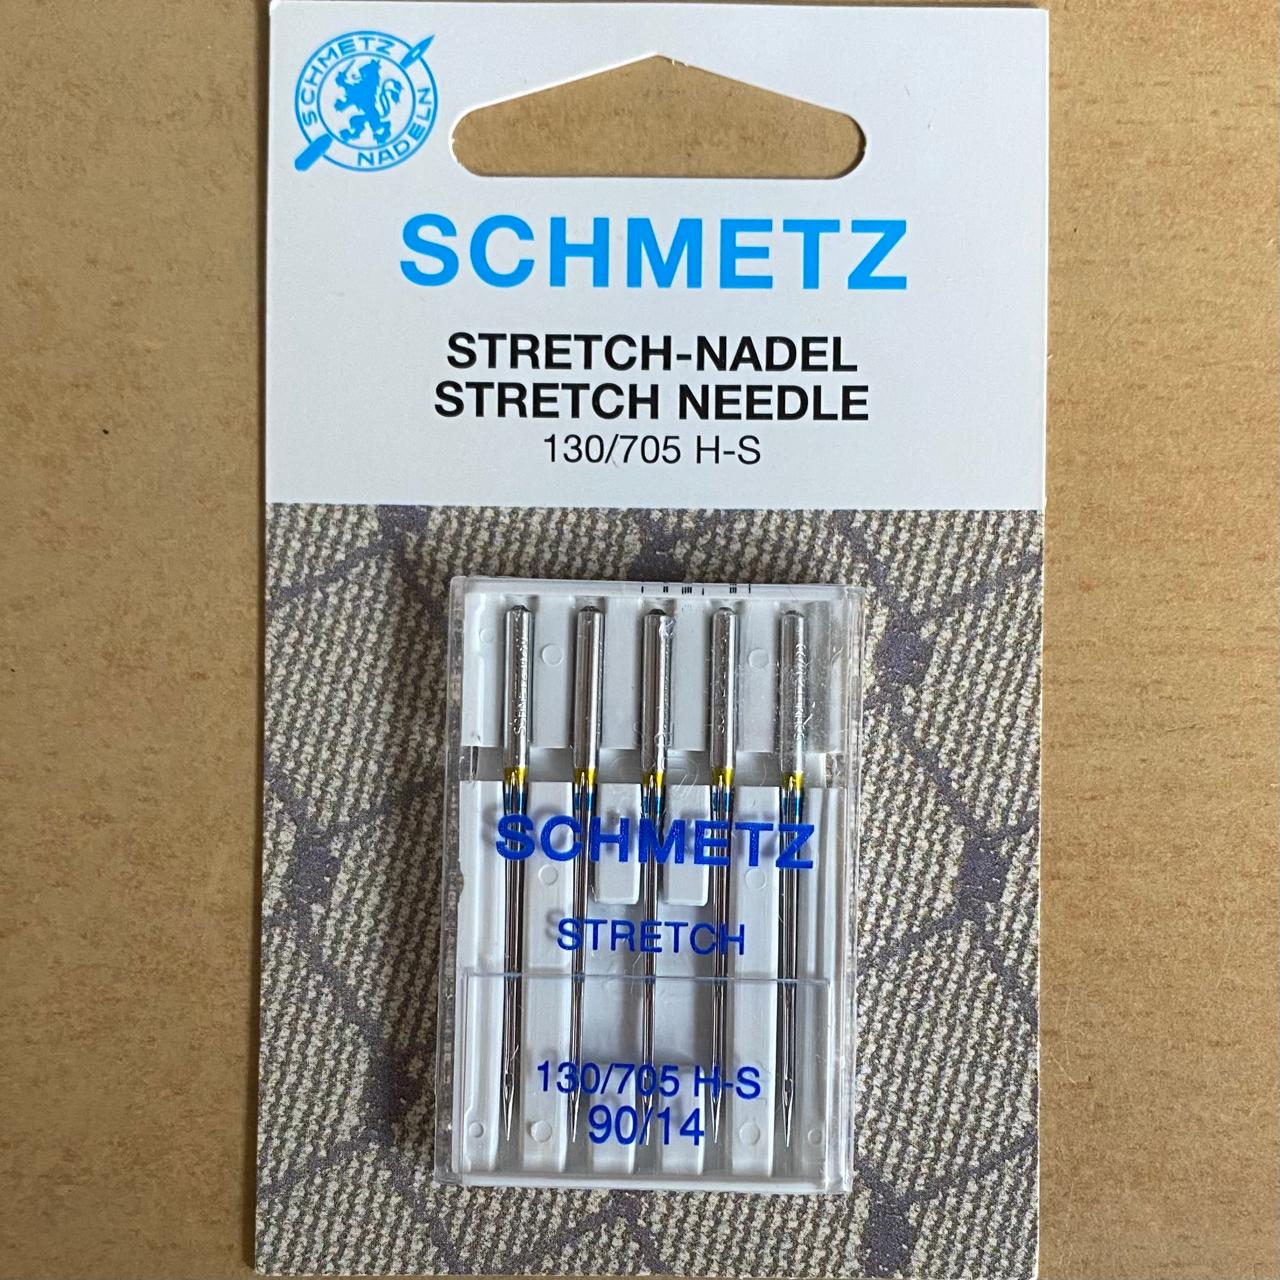 SCHMETZ
NADELN
SCHMETZ
STRETCH-NADEL
STRETCH NEEDLE
130/705 H-S
SCHMETZ
STRETCH
130/705 H-S
90/14